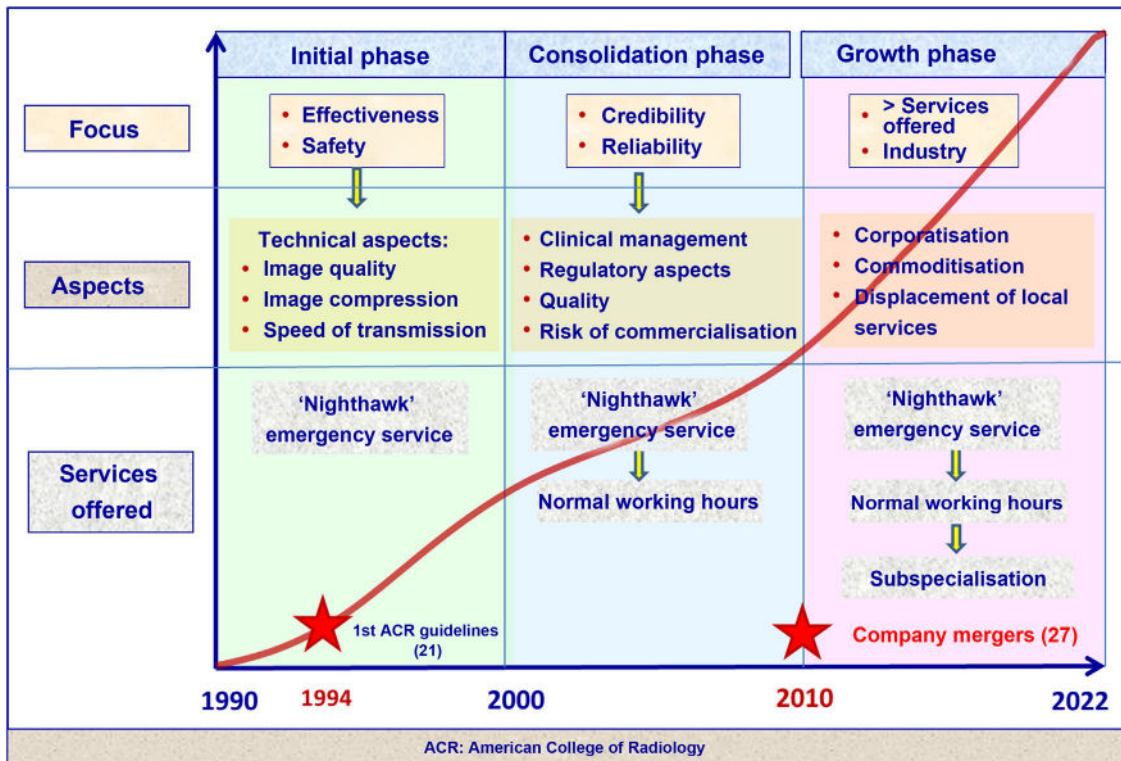 Initial phase
Consolidation phase
Growth phase
Focus
• Effectiveness
• Safety
• Credibility
• Reliability
• > Services
offered
• Industry
Aspects
Technical aspects:
• Image quality
• Image compression
• Speed of transmission
• Clinical management
• Regulatory aspects
• Quality
• Risk of commercialisation
• Corporatisation
• Commoditisation
• Displacement of local
services
Services
offered
‘Nighthawk’
emergency service
‘Nighthawk’
emergency service
Normal working hours
‘Nighthawk’
emergency service
Normal working hours
Subspecialisation
1st ACR guidelines
(21)
Company mergers (27)
1990
1994
2000
2010
2022
ACR: American College of Radiology